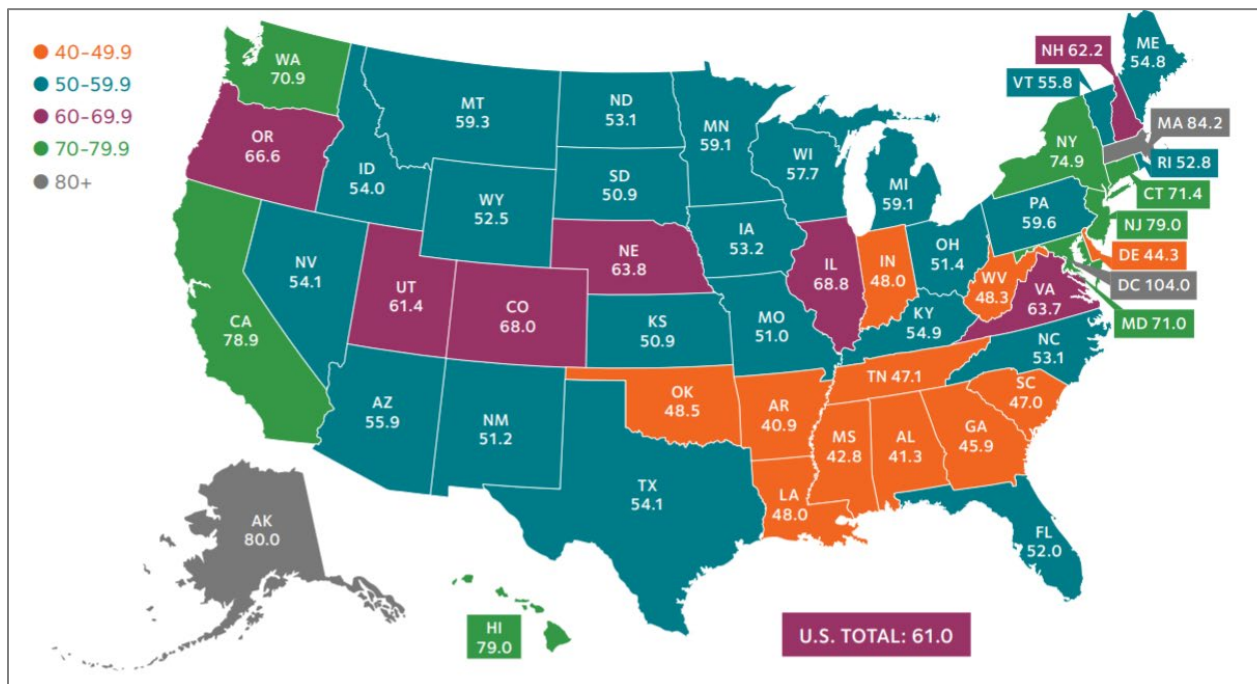 40-49.9
50-59.9
60-69.9
70-79.9
80+
WA
70.9
OR
66.6
CA
78.9
NV
54.1
ID
54.0
MT
59.3
WY
52.5
UT
61.4
CO
68.0
AZ
55.9
NM
51.2
ND
53.1
SD
50.9
NE
63.8
KS
50.9
OK
48.5
TX
54.1
MN
59.1
IA
53.2
MO
51.0
AR
40.9
LA
48.0
WI
57.7
IL
68.8
MI
59.1
IN
48.0
OH
51.4
KY
54.9
TN 47.1
MS
42.8
AL
41.3
GA
45.9
SC
47.0
NC
53.1
FL
52.0
WV
48.3
VA
63.7
PA
59.6
NY
74.9
ME
54.8
NH 62.2
VT 55.8
MA 84.2
RI 52.8
CT 71.4
NJ 79.0
DE 44.3
DC 104.0
MD 71.0
AK
80.0
HI
79.0
U.S. TOTAL: 61.0